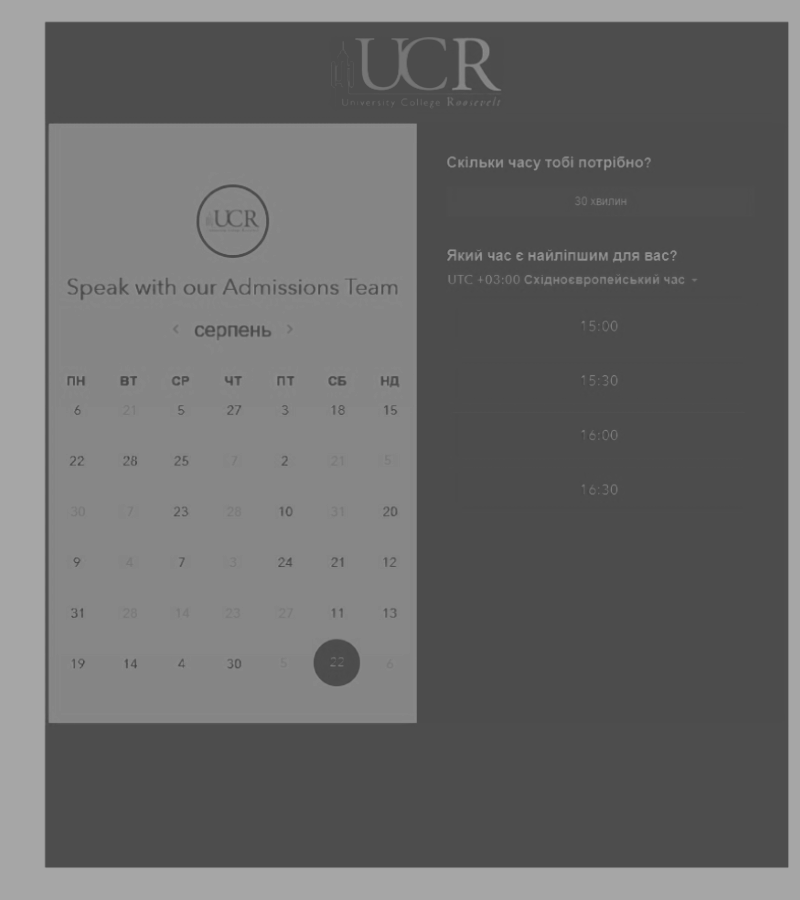 UCR
University College Roosevelt
UCR
Speak with our Admissions Team
‹ серпень ›
ПН ВТ СР ЧТ ПТ СБ НД
6 21 5 27 3 18 15
22 28 25 7 2 21 5
30 7 23 28 10 31 20
9 4 7 3 24 21 12
31 28 14 23 27 11 13
19 14 4 30 5 22 6
Скільки часу тобі потрібно?
30 хвилин
Який час є найліпшим для вас?
UTC +03:00 Східноєвропейський час
15:00
15:30
16:00
16:30